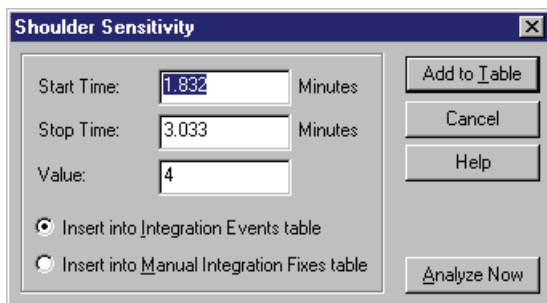 Shoulder Sensitivity
Start Time: 1.832 Minutes
Stop Time: 3.033 Minutes
Value: 4
Insert into Integration Events table
Insert into Manual Integration Fixes table
Add to Table
Cancel
Help
Analyze Now